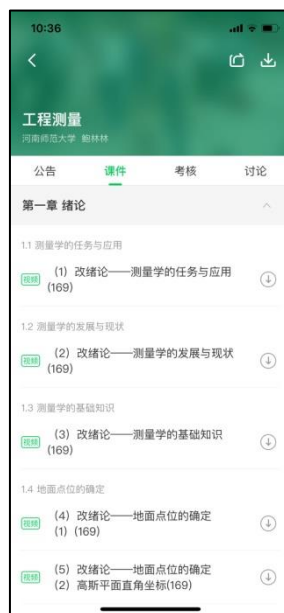 10:36
工程测量
河南师范大学 鲍林林
公告 课件 考核 讨论
第一章 绪论
1.1 测量学的任务与应用
视频 (1) 改绪论——测量学的任务与应用
(169)
1.2 测量学的发展与现状
视频 (2) 改绪论——测量学的发展与现状
(169)
1.3 测量学的基础知识
视频 (3) 改绪论——测量学的基础知识
(169)
1.4 地面点位的确定
视频 (4) 改绪论——地面点位的确定
(1) (169)
视频 (5) 改绪论——地面点位的确定
(2) 高斯平面直角坐标(169)